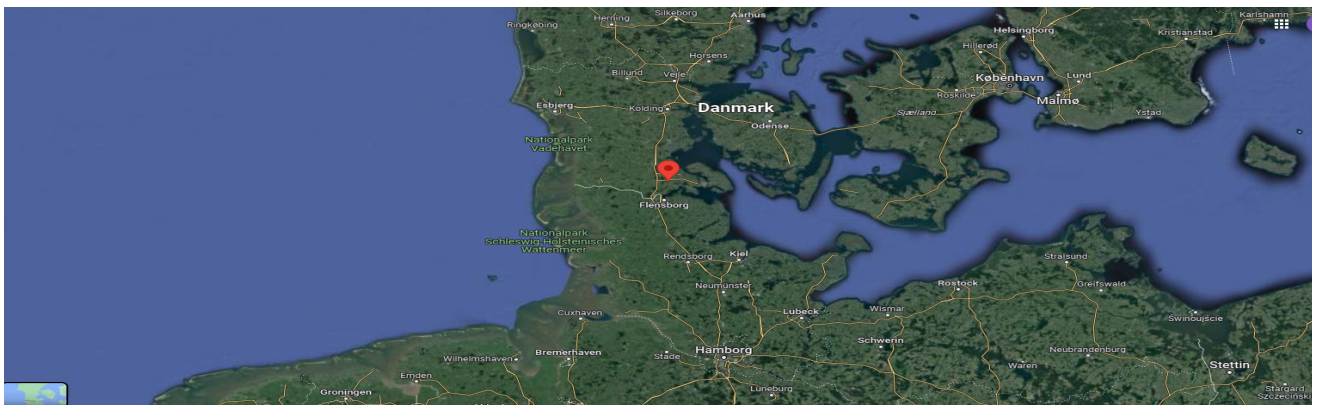 Karlshamn
Silkeborg
Aarhus
Herning
Ringkøbing
Helsingborg
Kristianstad
Hillerød
Horsens
Billund
Vejle
København
Lund
Roskilde
Malmø
Esbjerg
Kolding
Danmark
Sjælland
Ystad
Odense
Nationalpark
Vadehavet
Flensborg
Nationalpark
Schleswig Holsteinisches
Wattenmeer
Rendsborg
Kiel
Stralsund
Neumünster
Rostock
Greifswald
Cuxhaven
Lübeck
Wismar
Świnoujście
Schwerin
Hamborg
Neubrandenburg
Wilhelmshaven
Bremerhaven
Stade
Waren
Stettin
Emden
Groningen
Lüneburg
Stargard
Szczeciński